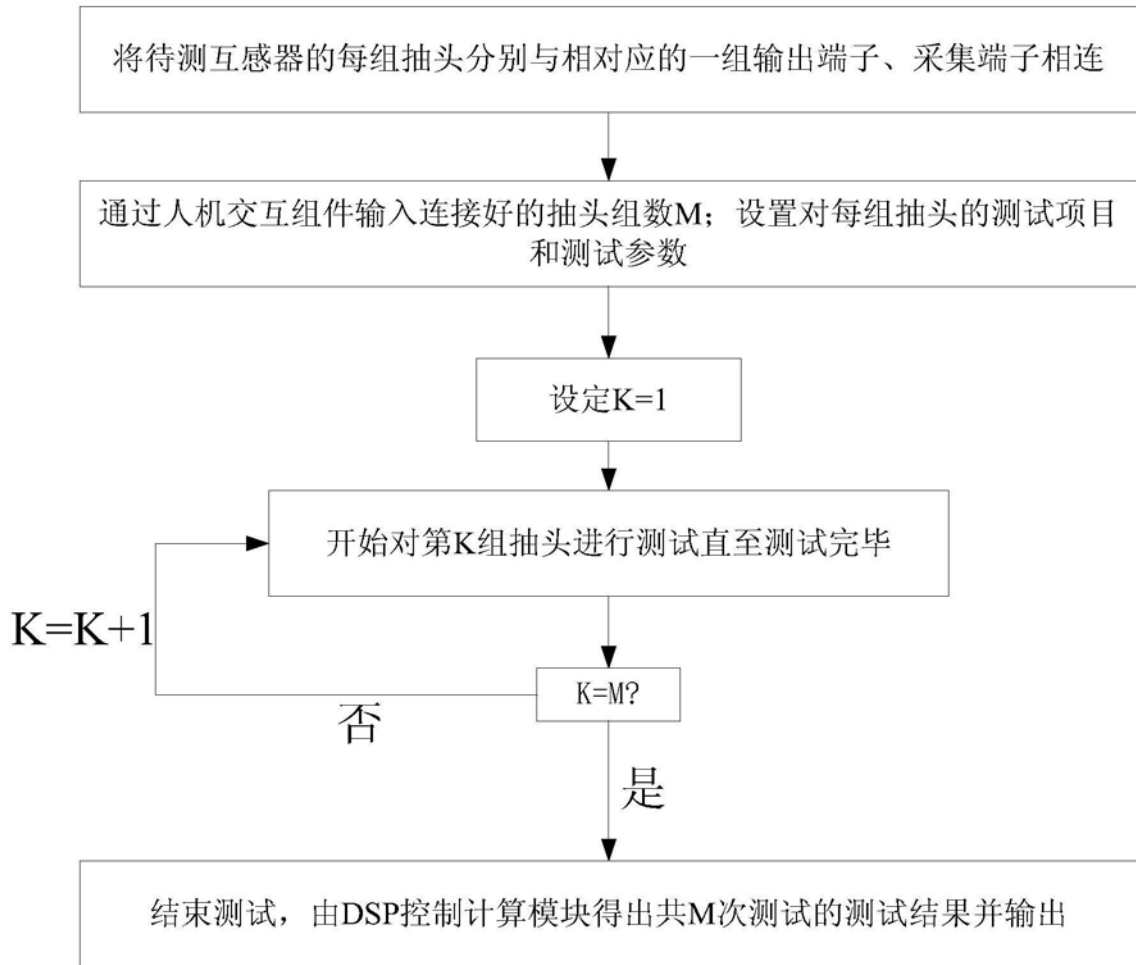 将待测互感器的每组抽头分别与相对应的一组输出端子、采集端子相连
通过人机交互组件输入连接好的抽头组数M；设置对每组抽头的测试项目
和测试参数
设定K=1
开始对第K组抽头进行测试直至测试完毕
K=K+1
K=M?
否
是
结束测试，由DSP控制计算模块得出共M次测试的测试结果并输出